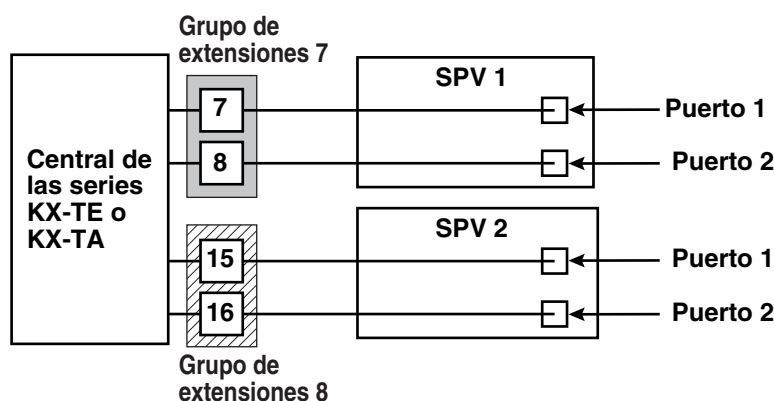 Grupo de
extensiones 7
SPV 1
7
Puerto 1
8
Puerto 2
Central de
las series
KX-TE o
KX-TA
SPV 2
15
Puerto 1
16
Puerto 2
Grupo de
extensiones 8